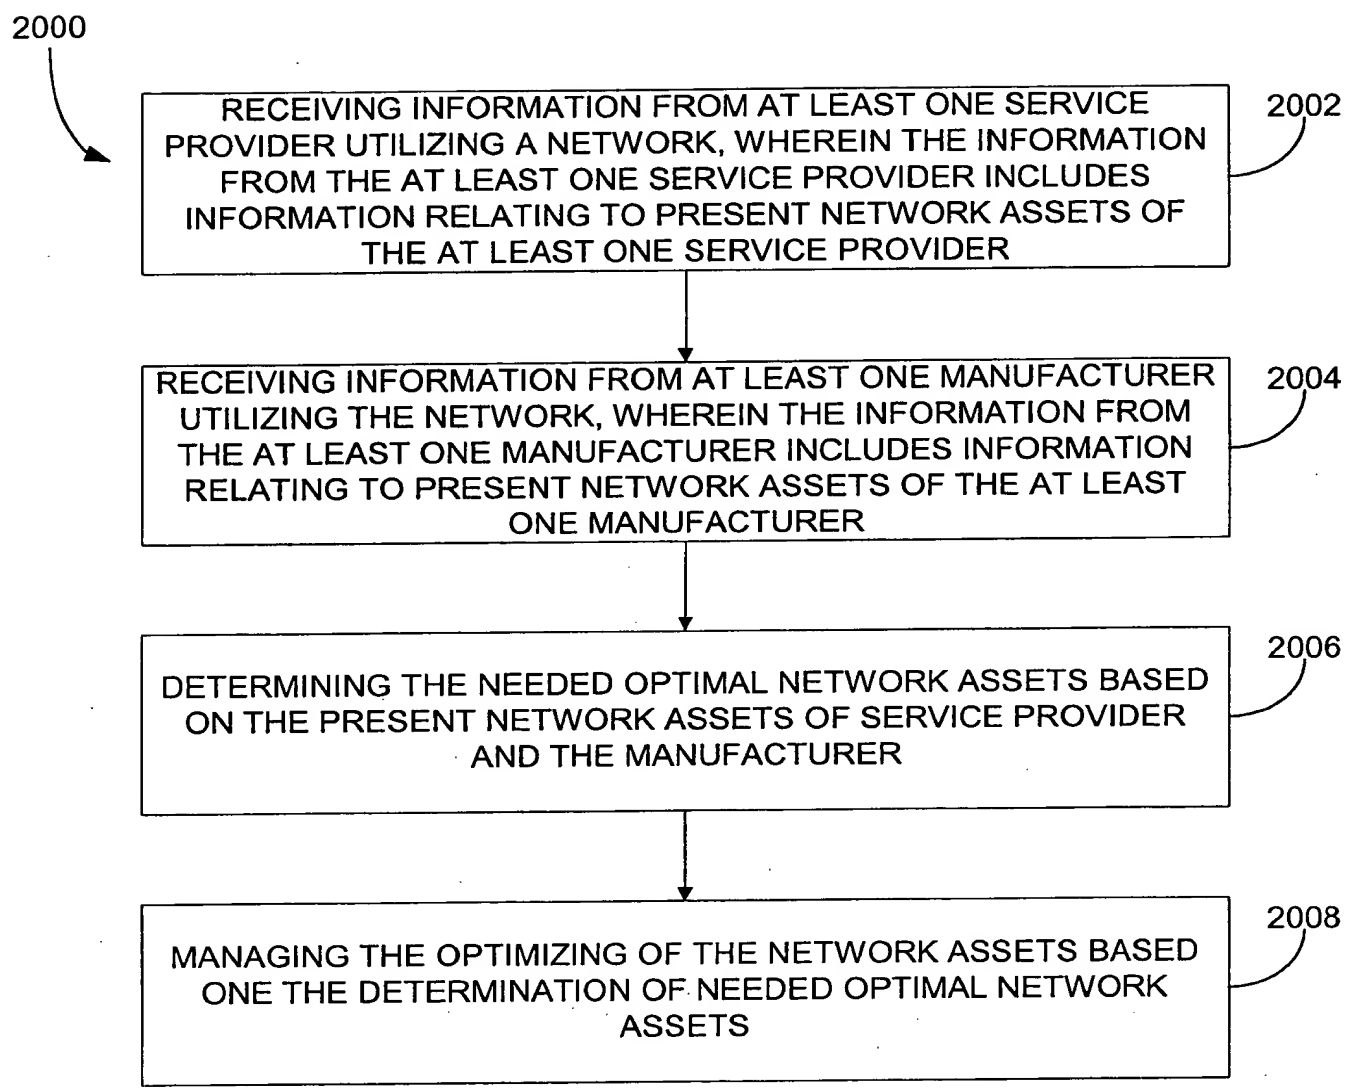 2000
RECEIVING INFORMATION FROM AT LEAST ONE SERVICE
PROVIDER UTILIZING A NETWORK, WHEREIN THE INFORMATION
FROM THE AT LEAST ONE SERVICE PROVIDER INCLUDES
INFORMATION RELATING TO PRESENT NETWORK ASSETS OF
THE AT LEAST ONE SERVICE PROVIDER
2002
RECEIVING INFORMATION FROM AT LEAST ONE MANUFACTURER
UTILIZING THE NETWORK, WHEREIN THE INFORMATION FROM
THE AT LEAST ONE MANUFACTURER INCLUDES INFORMATION
RELATING TO PRESENT NETWORK ASSETS OF THE AT LEAST
ONE MANUFACTURER
2004
DETERMINING THE NEEDED OPTIMAL NETWORK ASSETS BASED
ON THE PRESENT NETWORK ASSETS OF SERVICE PROVIDER
AND THE MANUFACTURER
2006
MANAGING THE OPTIMIZING OF THE NETWORK ASSETS BASED
ONE THE DETERMINATION OF NEEDED OPTIMAL NETWORK
ASSETS
2008